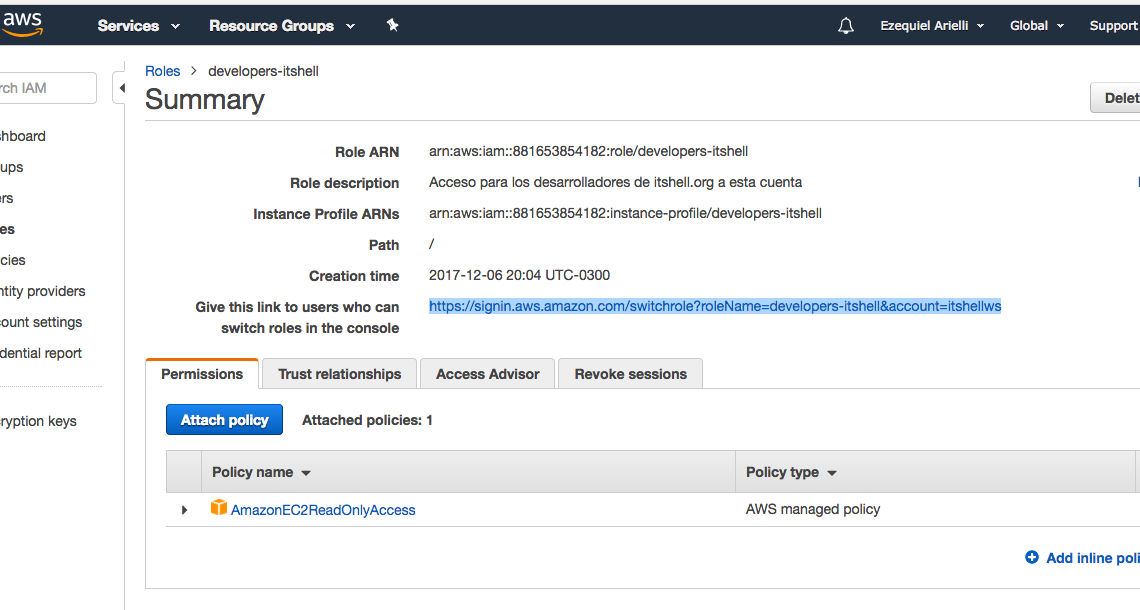 aws Services Resource Groups Ezequiel Arielli Global Support
rch IAM
Roles > developers-itshell
Summary
Delet
shboard
ups
rs
es
cies
ntity providers
ount settings
dential report
ryption keys
Role ARN arn:aws:iam::881653854182:role/developers-itshell
Role description Acceso para los desarrolladores de itshell.org a esta cuenta
Instance Profile ARNs arn:aws:iam::881653854182:instance-profile/developers-itshell
Path /
Creation time 2017-12-06 20:04 UTC-0300
Give this link to users who can https://signin.aws.amazon.com/switchrole?roleName=developers-itshell&account=itshellws
switch roles in the console
Permissions Trust relationships Access Advisor Revoke sessions
Attach policy Attached policies: 1
Policy name Policy type
AmazonEC2ReadOnlyAccess AWS managed policy
Add inline poli